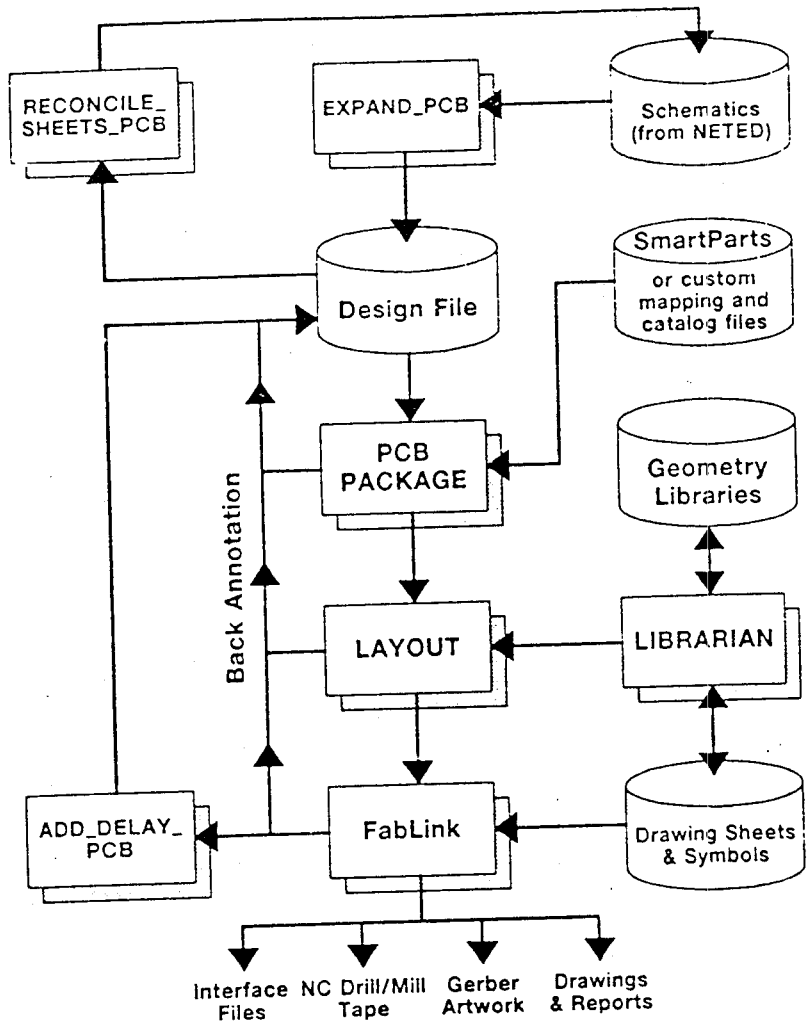 RECONCILE_
SHEETS_PCB
EXPAND_PCB
Schematics
(from NETED)
SmartParts
or custom
mapping and
catalog files
Design File
PCB
PACKAGE
Geometry
Libraries
Back Annotation
LAYOUT
LIBRARIAN
ADD_DELAY_
PCB
FabLink
Drawing Sheets
& Symbols
Interface
Files
NC Drill/Mill
Tape
Gerber
Artwork
Drawings
& Reports